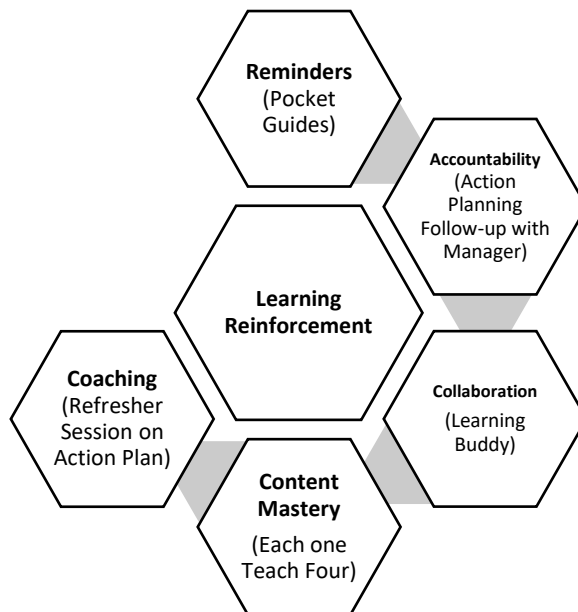 Reminders
(Pocket
Guides)
Accountability
(Action
Planning
Follow-up with
Manager)
Learning
Reinforcement
Collaboration
(Learning
Buddy)
Coaching
(Refresher
Session on
Action Plan)
Content
Mastery
(Each one
Teach Four)